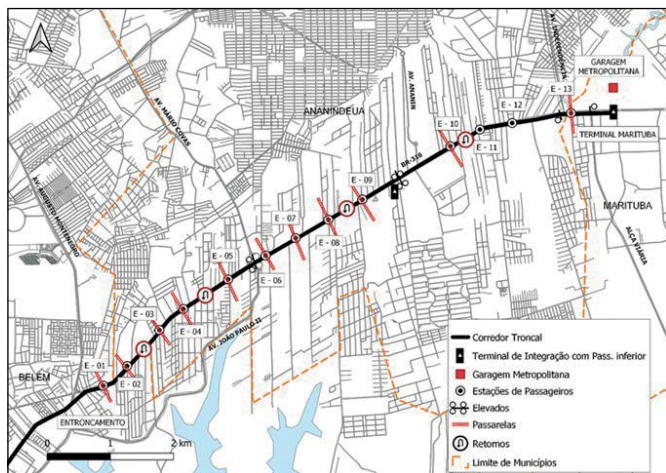 AV. INDEPENDÊNCIA
GARAGEM
METROPOLITANA
E - 13
E - 12
AV. ANANIN
ANANINDEUA
AV. MÁRIO COVAS
E - 10
E - 11
TERMINAL MARITUBA
BR-316
E - 09
MARITUBA
AV. AUGUSTO MONTENEGRO
E - 07
E - 08
ALÇA VIÁRIA
E - 05
E - 06
E - 03
E - 04
AV. JOÃO PAULO II
BELÉM
E - 01
E - 02
ENTRONCAMENTO
0 1 2 km
Corredor Troncal
Terminal de Integração com Pass. inferior
Garagem Metropolitana
Estações de Passageiros
Elevados
Passarelas
Retornos
Limite de Municípios